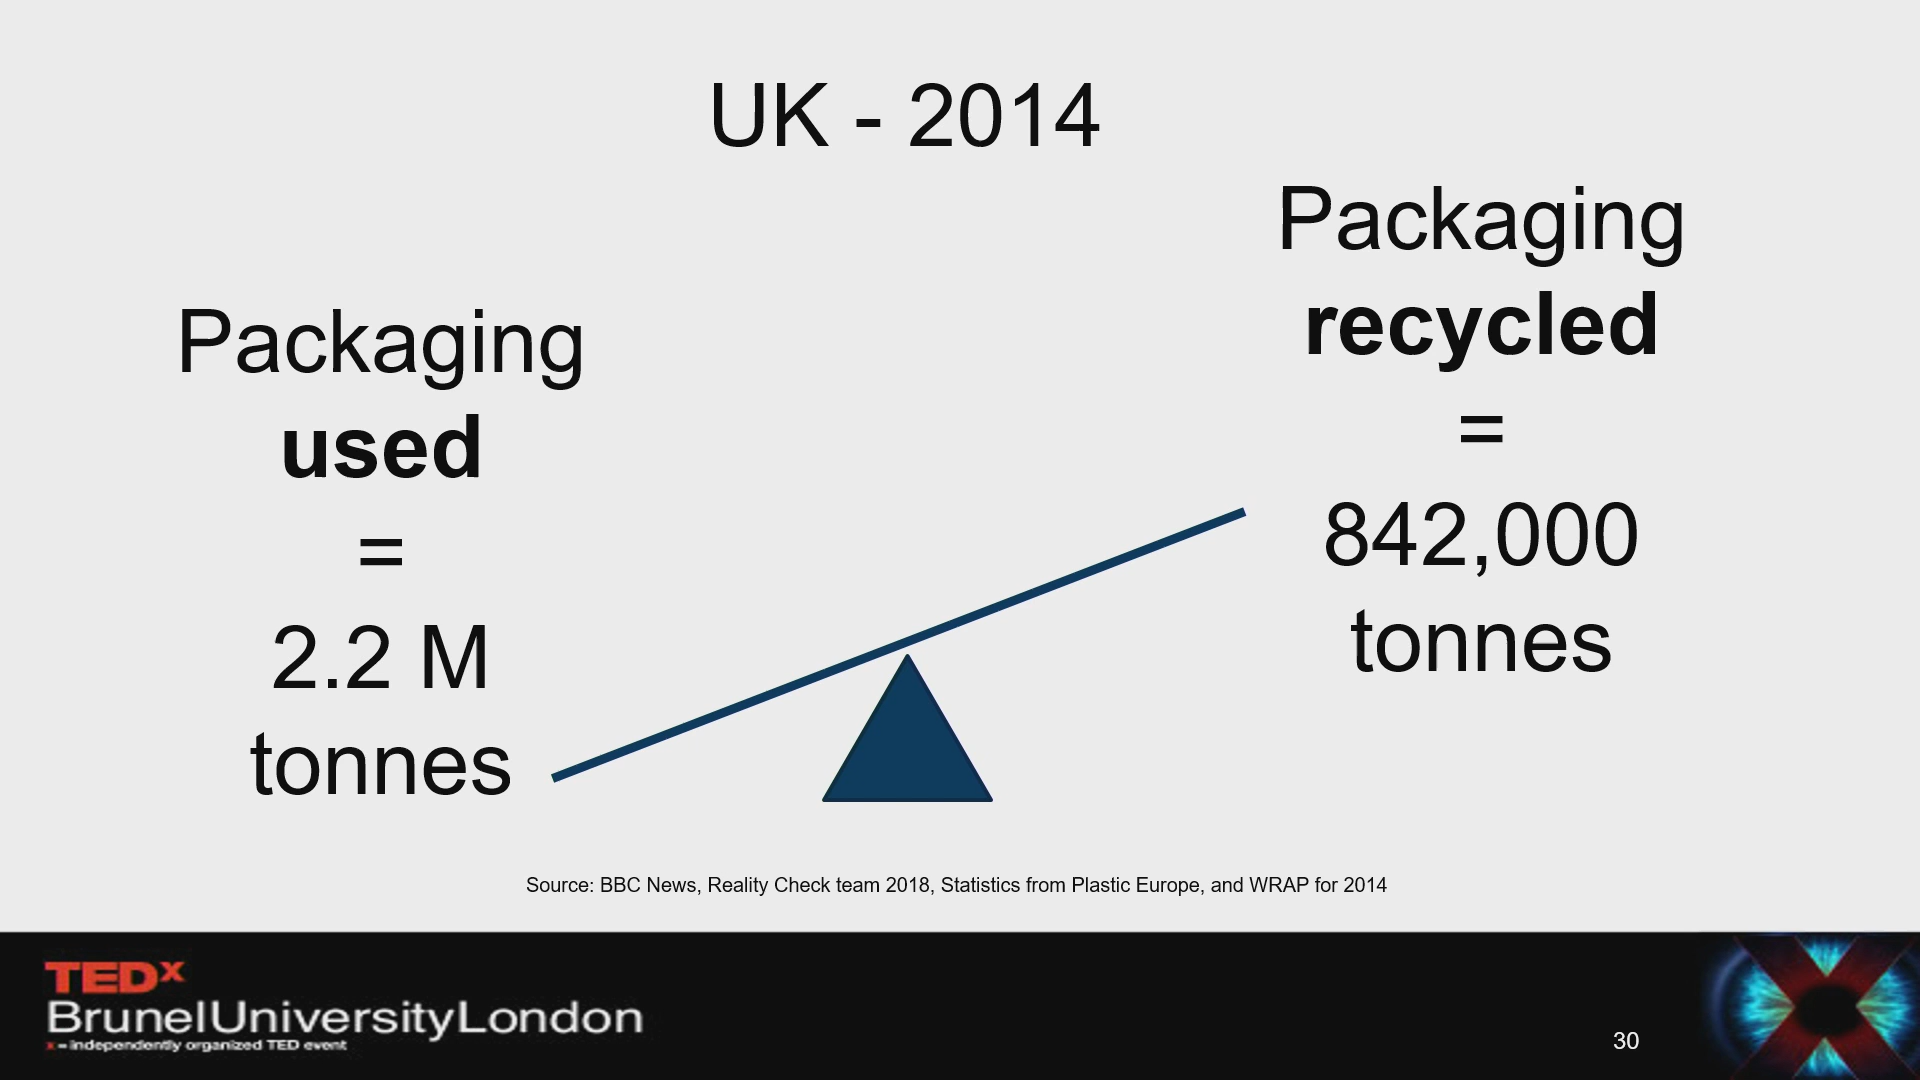 UK - 2014
Packaging
used
=
2.2 M
tonnes
Packaging
recycled
=
842,000
tonnes
Source: BBC News, Reality Check team 2018, Statistics from Plastic Europe, and WRAP for 2014
TEDx
BrunelUniversityLondon
x = independently organized TED event
30